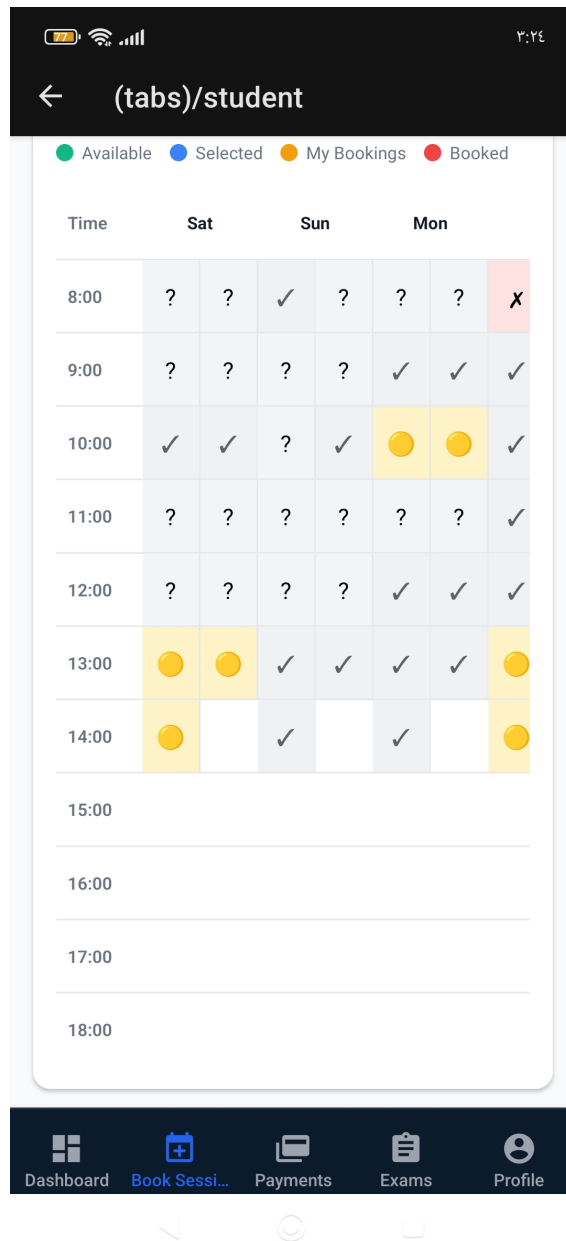 77 ٣:٢٤
(tabs)/student
Available Selected My Bookings Booked
Time Sat Sun Mon
8:00 ? ? ✓ ? ? ? ✗
9:00 ? ? ? ? ✓ ✓ ✓
10:00 ✓ ✓ ? ✓ ✓
11:00 ? ? ? ? ? ? ✓
12:00 ? ? ? ? ✓ ✓ ✓
13:00 ✓ ✓ ✓ ✓
14:00 ✓ ✓
15:00
16:00
17:00
18:00
Dashboard Book Sessi... Payments Exams Profile